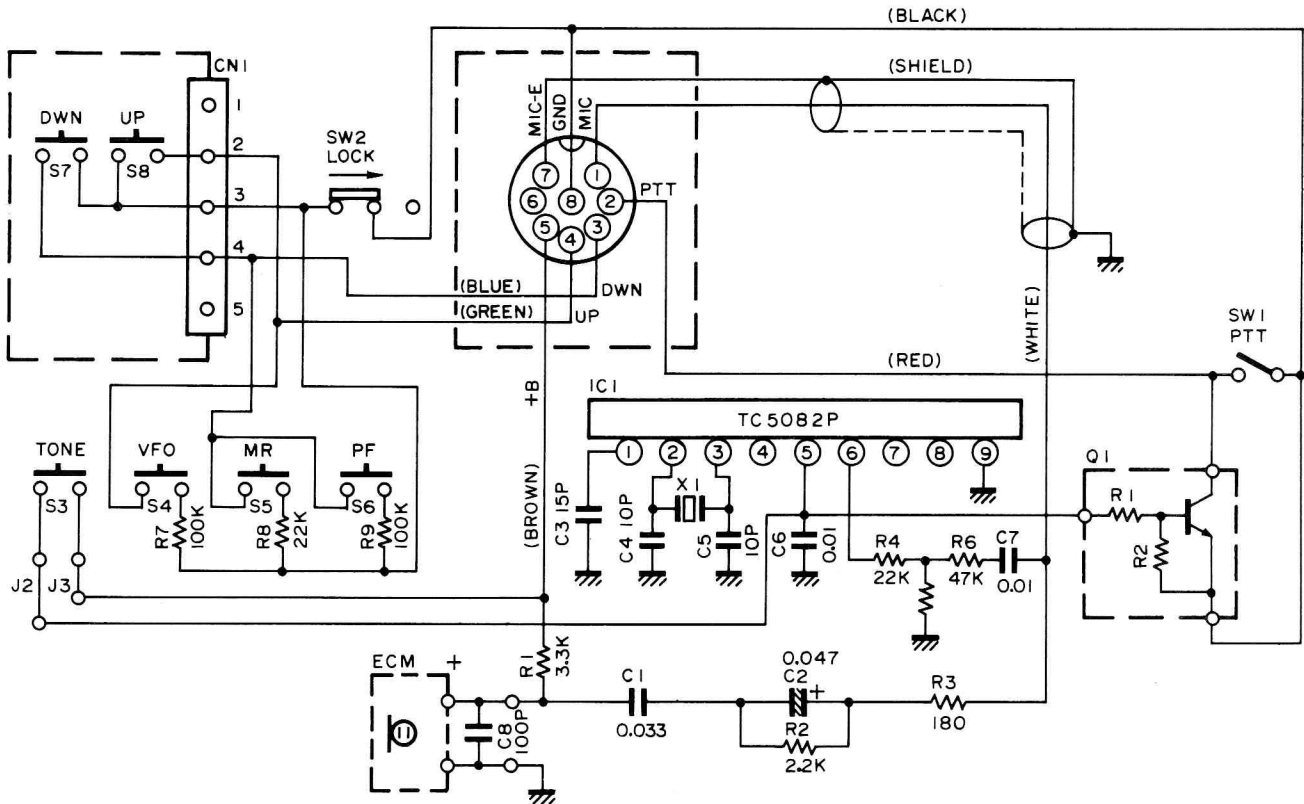 (BLACK)
(SHIELD)
CN1
1
DWN
UP
2
S7
S8
3
4
5
SW2
LOCK
MIC-E
GND
MIC
7
1
6
8
2
5
4
3
PTT
(BLUE)
DWN
(GREEN)
UP
(WHITE)
SW1
PTT
(RED)
+B
(BROWN)
IC1
TC5082P
1
2
3
4
5
6
7
8
9
TONE
VFO
MR
PF
S3
S4
S5
S6
R7
100K
R8
22K
R9
100K
J2
J3
C3 15P
C4 10P
X1
C5
10P
C6
0.01
R4
22K
R6
47K
C7
0.01
Q1
R1
R2
R1
3.3K
ECM
+
C8
100P
C1
0.033
0.047
C2
+
R2
2.2K
R3
180